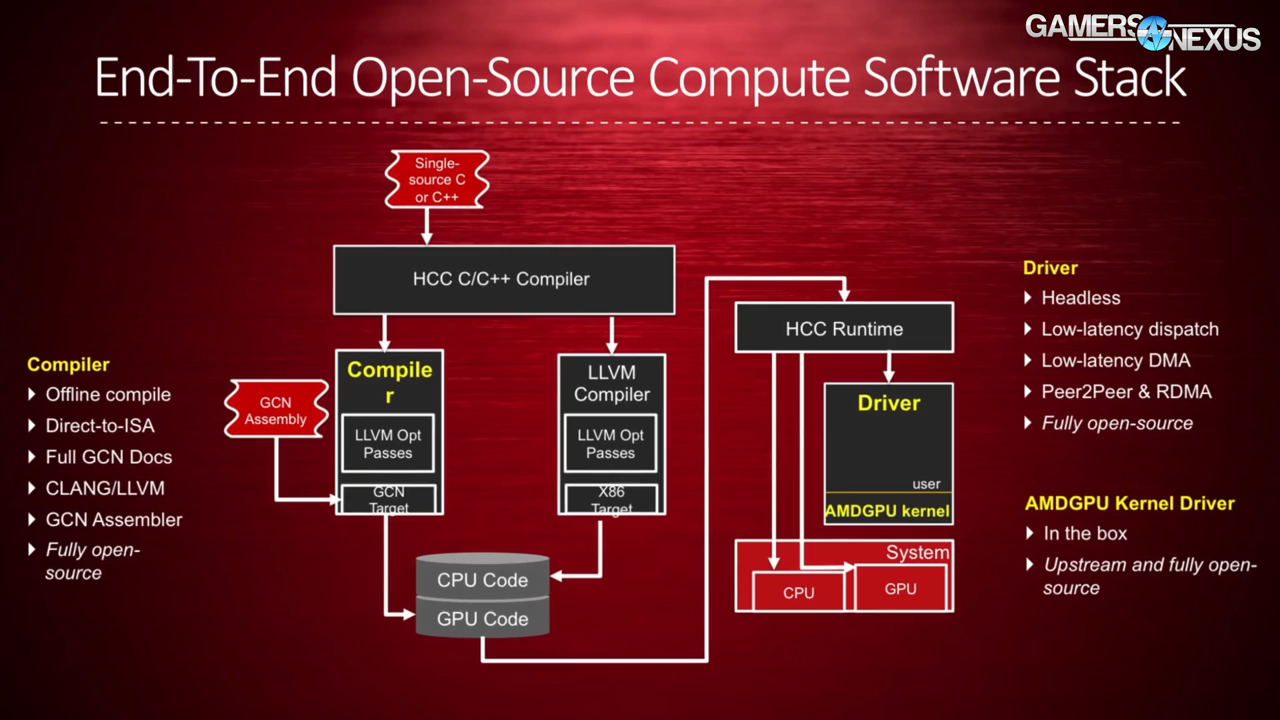 GAMERS NEXUS
End-To-End Open-Source Compute Software Stack
Single-
source C
or C++
HCC C/C++ Compiler
Compile
r
LLVM Opt
Passes
GCN
Target
GCN
Assembly
LLVM
Compiler
LLVM Opt
Passes
X86
Target
CPU Code
GPU Code
HCC Runtime
Driver
user
AMDGPU kernel
System
CPU
GPU
Compiler
Offline compile
Direct-to-ISA
Full GCN Docs
CLANG/LLVM
GCN Assembler
Fully open-
source
Driver
Headless
Low-latency dispatch
Low-latency DMA
Peer2Peer & RDMA
Fully open-source
AMDGPU Kernel Driver
In the box
Upstream and fully open-
source